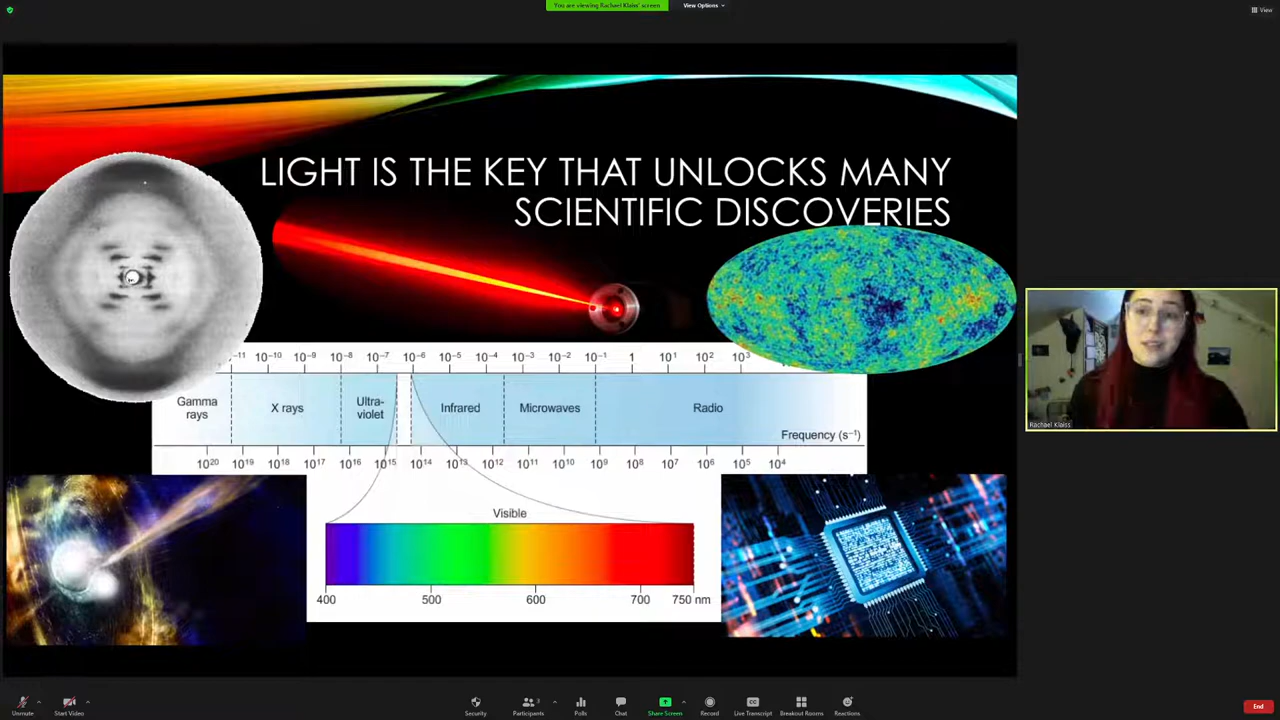 You are viewing Rachael Klaiss' screen
View Options
View
LIGHT IS THE KEY THAT UNLOCKS MANY
SCIENTIFIC DISCOVERIES
-11 10⁻¹⁰ 10⁻⁹ 10⁻⁸ 10⁻⁷ 10⁻⁶ 10⁻⁵ 10⁻⁴ 10⁻³ 10⁻² 10⁻¹ 1 10¹ 10² 10³
Gamma
rays
X rays
Ultra-
violet
Infrared
Microwaves
Radio
Frequency (s⁻¹)
10²⁰ 10¹⁹ 10¹⁸ 10¹⁷ 10¹⁶ 10¹⁵ 10¹⁴ 10¹³ 10¹² 10¹¹ 10¹⁰ 10⁹ 10⁸ 10⁷ 10⁶ 10⁵ 10⁴
Visible
400 500 600 700 750 nm
Rachael Klaiss
Unmute
Start Video
Security
Participants
3
Polls
Chat
Share Screen
Record
Live Transcript
Breakout Rooms
Reactions
End